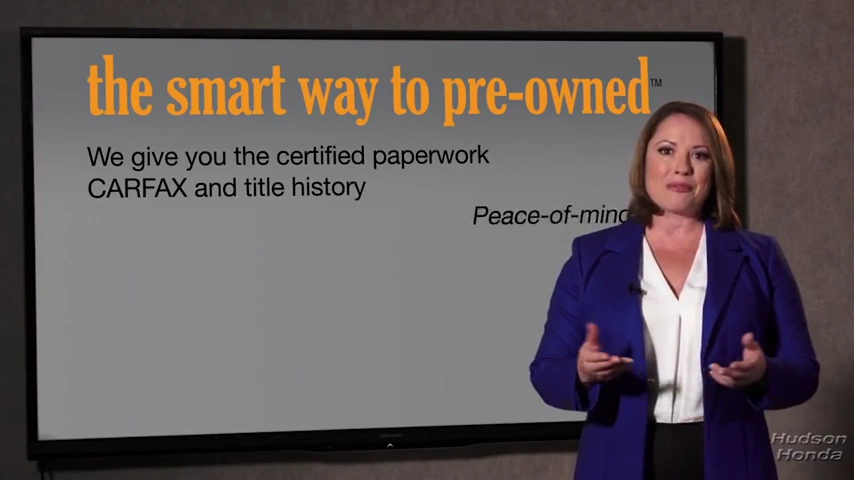 the smart way to pre-owned™
We give you the certified paperwork
CARFAX and title history
Peace-of-mind
Hudson
Honda